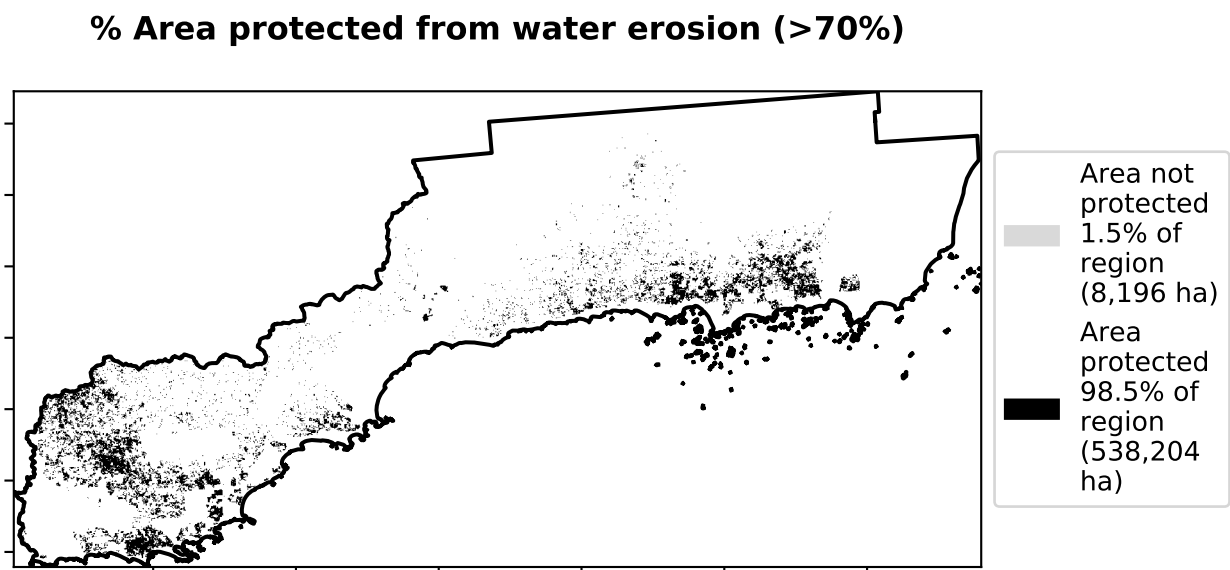 % Area protected from water erosion (>70%)
Area not
protected
1.5% of
region
(8,196 ha)
Area
protected
98.5% of
region
(538,204
ha)